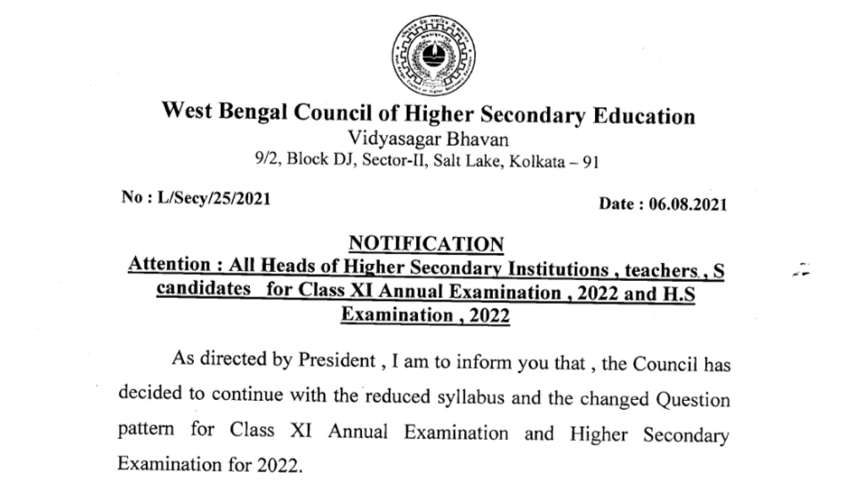 West Bengal Council of Higher Secondary Education
Vidyasagar Bhavan
9/2, Block DJ, Sector-II, Salt Lake, Kolkata – 91
No : L/Secy/25/2021
Date : 06.08.2021
NOTIFICATION
Attention : All Heads of Higher Secondary Institutions , teachers , S
candidates for Class XI Annual Examination , 2022 and H.S
Examination , 2022
As directed by President , I am to inform you that , the Council has
decided to continue with the reduced syllabus and the changed Question
pattern for Class XI Annual Examination and Higher Secondary
Examination for 2022.